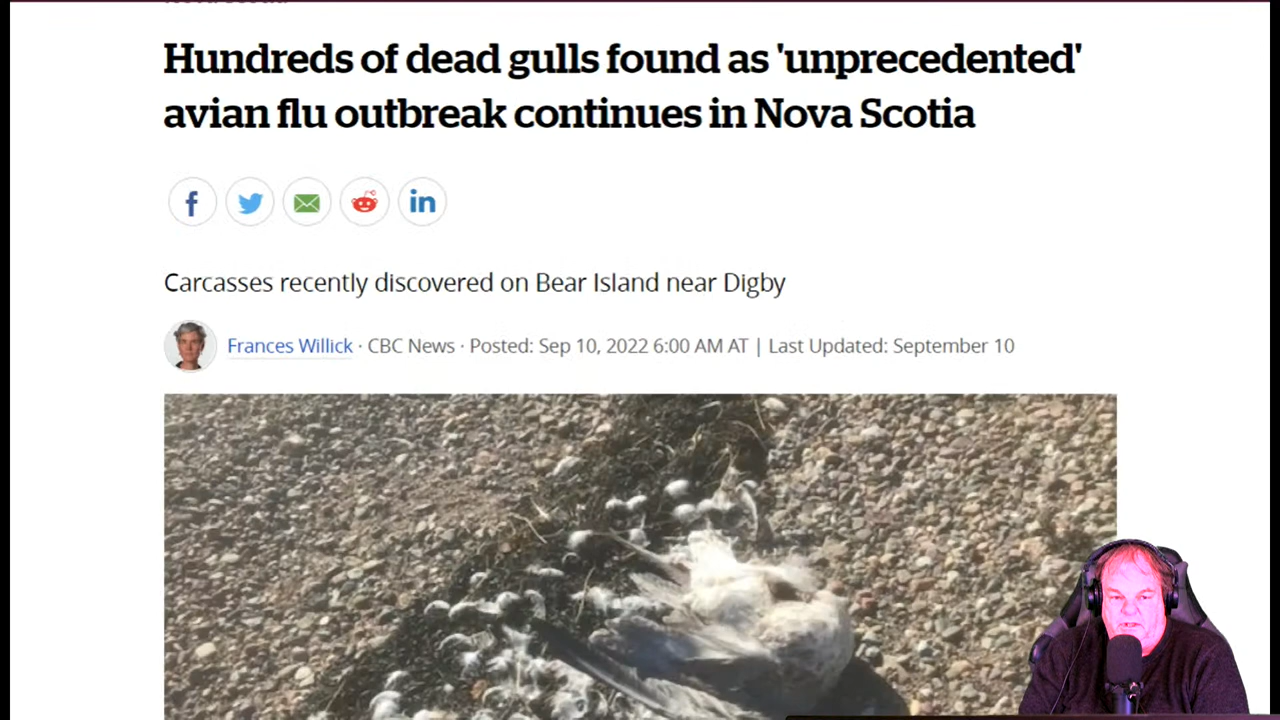 Hundreds of dead gulls found as 'unprecedented'
avian flu outbreak continues in Nova Scotia
Carcasses recently discovered on Bear Island near Digby
Frances Willick · CBC News · Posted: Sep 10, 2022 6:00 AM AT | Last Updated: September 10